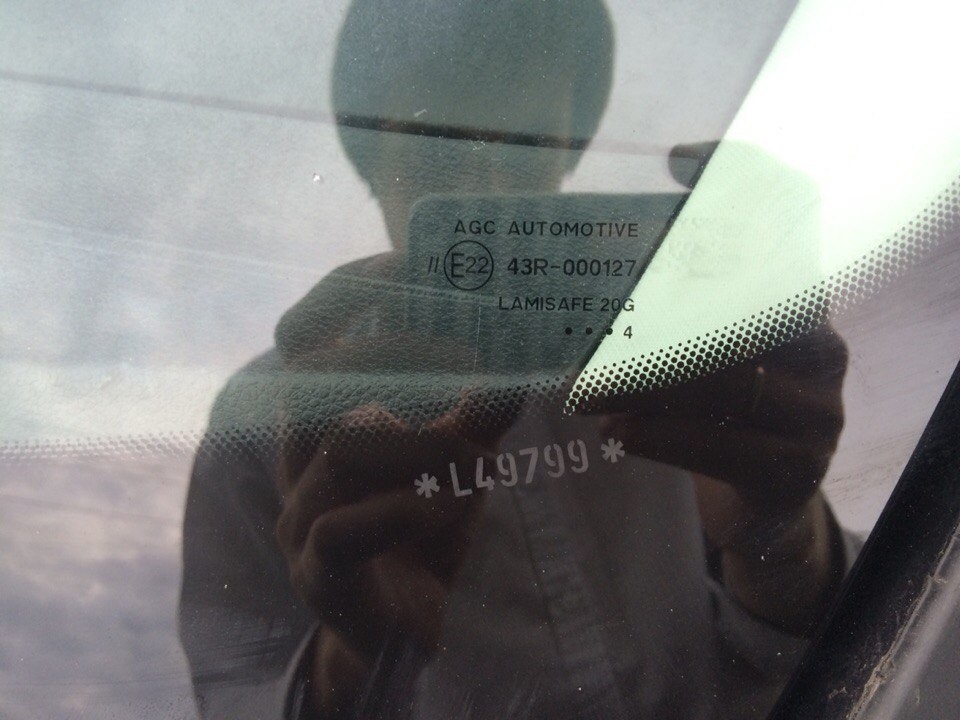 AGC AUTOMOTIVE
// E22 43R-000127
LAMISAFE 20G
• • • 4
*L49799*